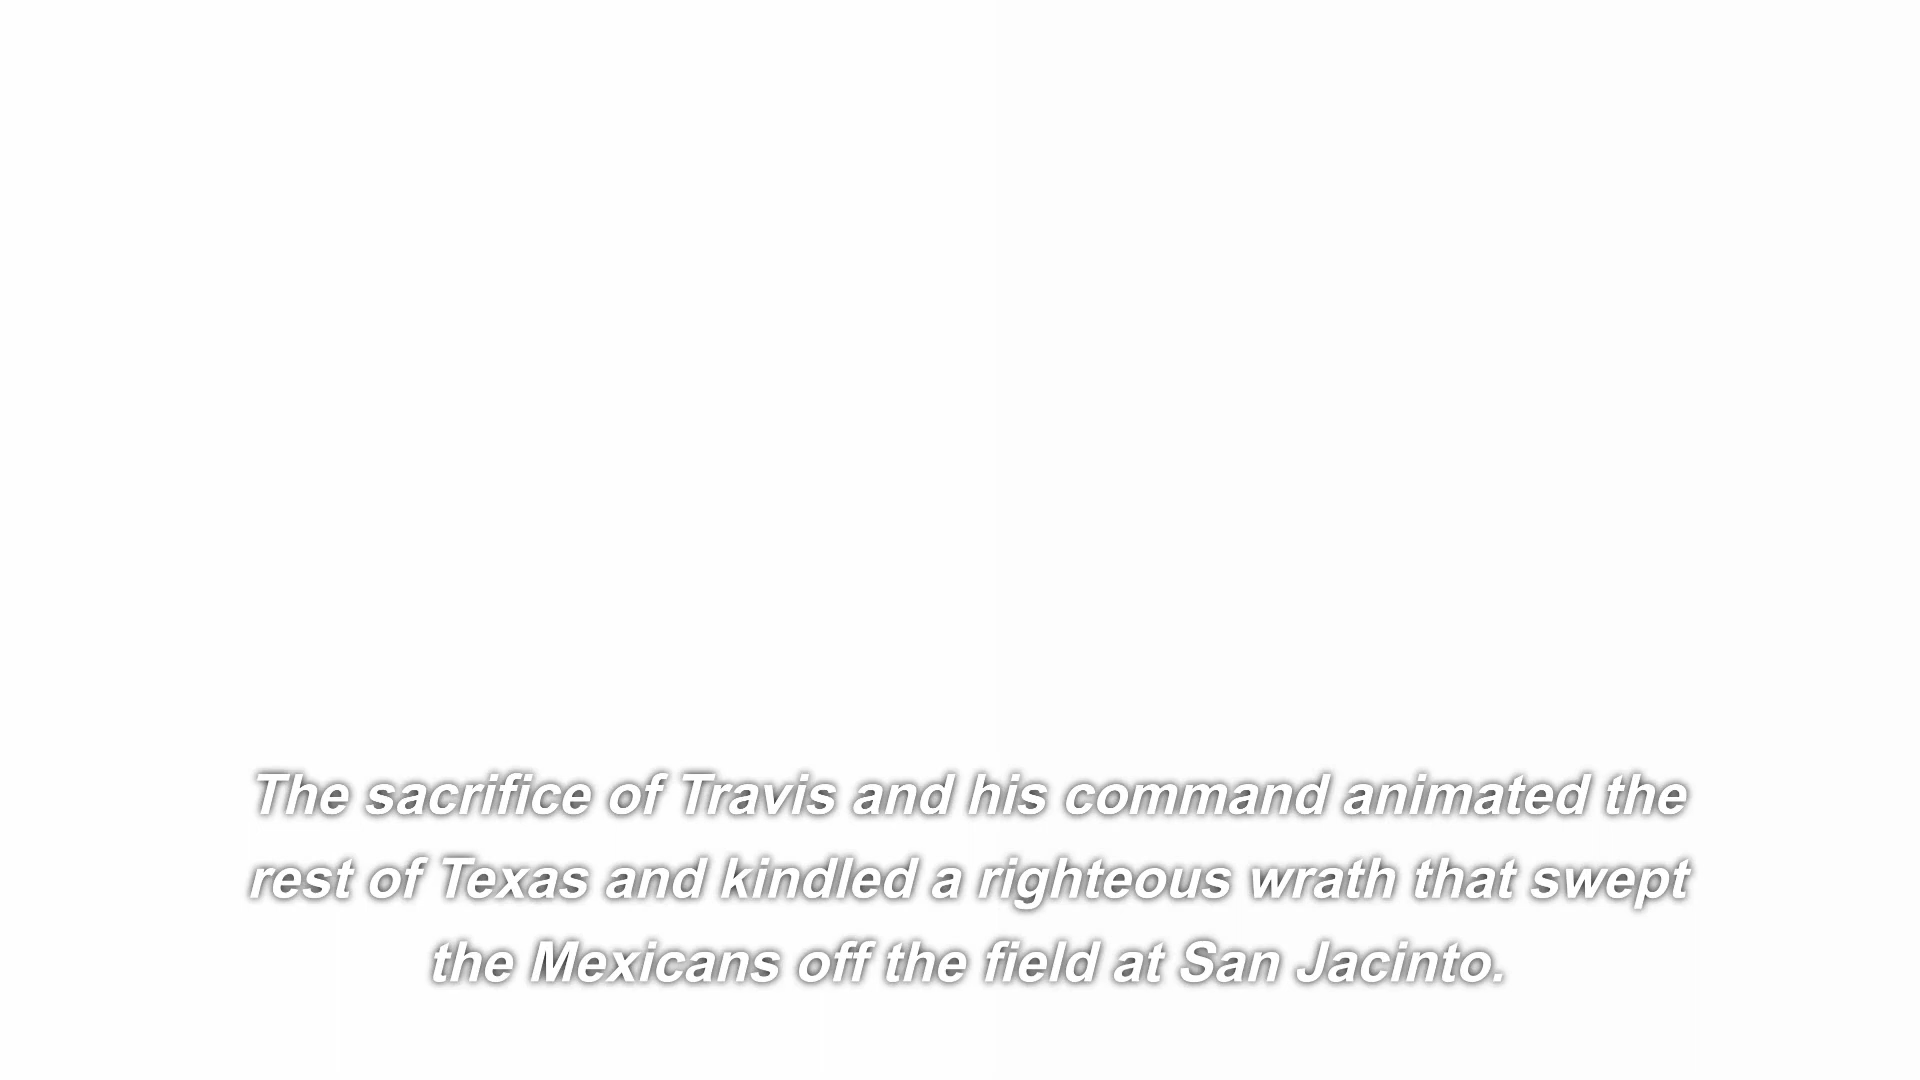 The sacrifice of Travis and his command animated the
rest of Texas and kindled a righteous wrath that swept
the Mexicans off the field at San Jacinto.